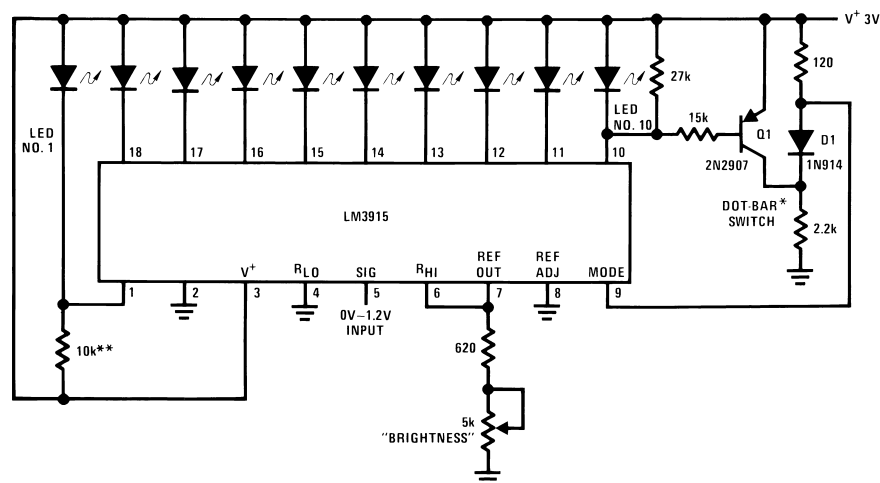 V+ 3V
LED
NO. 1
LED
NO. 10
27k
15k
Q1
2N2907
120
D1
1N914
DOT-BAR*
SWITCH
2.2k
18 17 16 15 14 13 12 11 10
LM3915
V+ RLO SIG RHI REF OUT REF ADJ MODE
1 2 3 4 5 6 7 8 9
0V–1.2V
INPUT
10k**
620
5k
"BRIGHTNESS"